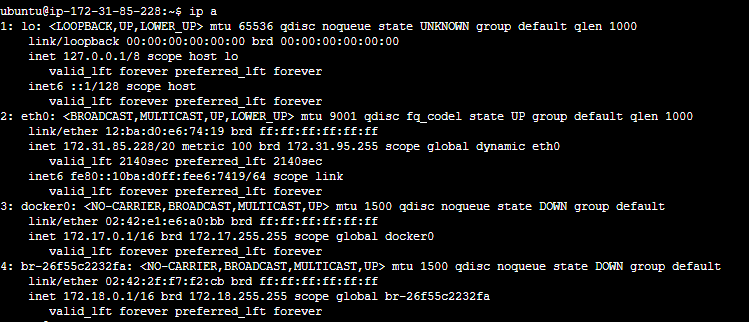 ubuntu@ip-172-31-85-228:~$ ip a
1: lo: <LOOPBACK,UP,LOWER_UP> mtu 65536 qdisc noqueue state UNKNOWN group default qlen 1000
    link/loopback 00:00:00:00:00:00 brd 00:00:00:00:00:00
    inet 127.0.0.1/8 scope host lo
       valid_lft forever preferred_lft forever
    inet6 ::1/128 scope host
       valid_lft forever preferred_lft forever
2: eth0: <BROADCAST,MULTICAST,UP,LOWER_UP> mtu 9001 qdisc fq_codel state UP group default qlen 1000
    link/ether 12:ba:d0:e6:74:19 brd ff:ff:ff:ff:ff:ff
    inet 172.31.85.228/20 metric 100 brd 172.31.95.255 scope global dynamic eth0
       valid_lft 2140sec preferred_lft 2140sec
    inet6 fe80::10ba:d0ff:fee6:7419/64 scope link
       valid_lft forever preferred_lft forever
3: docker0: <NO-CARRIER,BROADCAST,MULTICAST,UP> mtu 1500 qdisc noqueue state DOWN group default
    link/ether 02:42:e1:e6:a0:bb brd ff:ff:ff:ff:ff:ff
    inet 172.17.0.1/16 brd 172.17.255.255 scope global docker0
       valid_lft forever preferred_lft forever
4: br-26f55c2232fa: <NO-CARRIER,BROADCAST,MULTICAST,UP> mtu 1500 qdisc noqueue state DOWN group default
    link/ether 02:42:2f:f7:f2:cb brd ff:ff:ff:ff:ff:ff
    inet 172.18.0.1/16 brd 172.18.255.255 scope global br-26f55c2232fa
       valid_lft forever preferred_lft forever